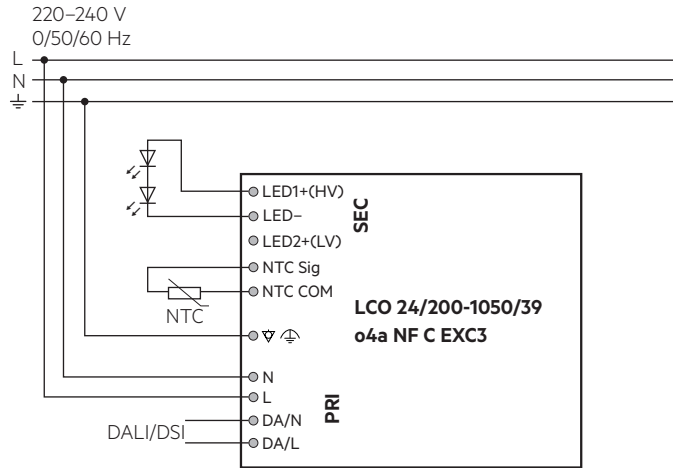 220–240 V
0/50/60 Hz
L
N
LED1+(HV)
LED–
LED2+(LV)
SEC
NTC Sig
NTC COM
NTC
LCO 24/200-1050/39
o4a NF C EXC3
N
L
PRI
DA/N
DALI/DSI
DA/L